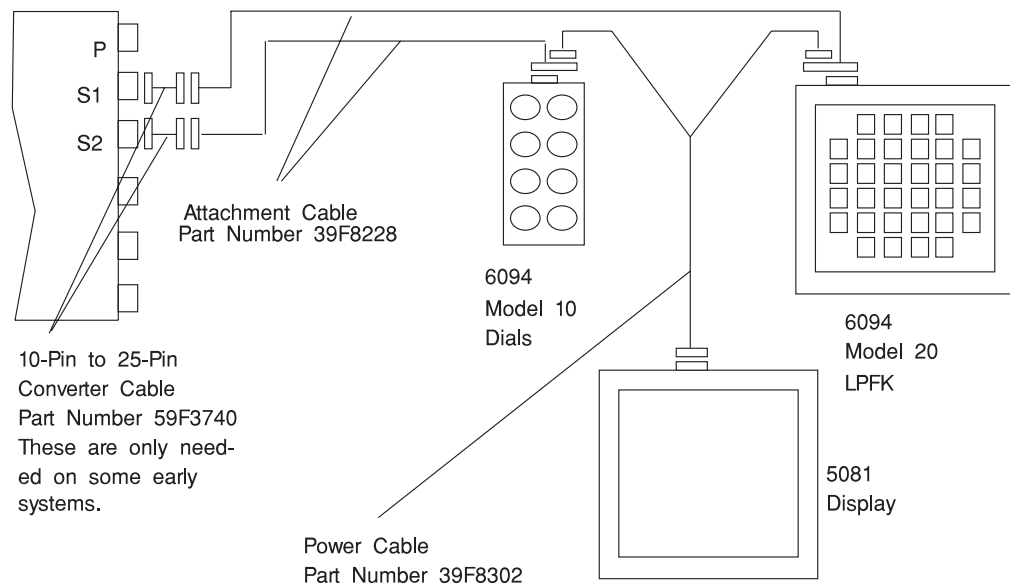 P
S1
S2
Attachment Cable
Part Number 39F8228
6094
Model 10
Dials
6094
Model 20
LPFK
10-Pin to 25-Pin
Converter Cable
Part Number 59F3740
These are only need-
ed on some early
systems.
5081
Display
Power Cable
Part Number 39F8302